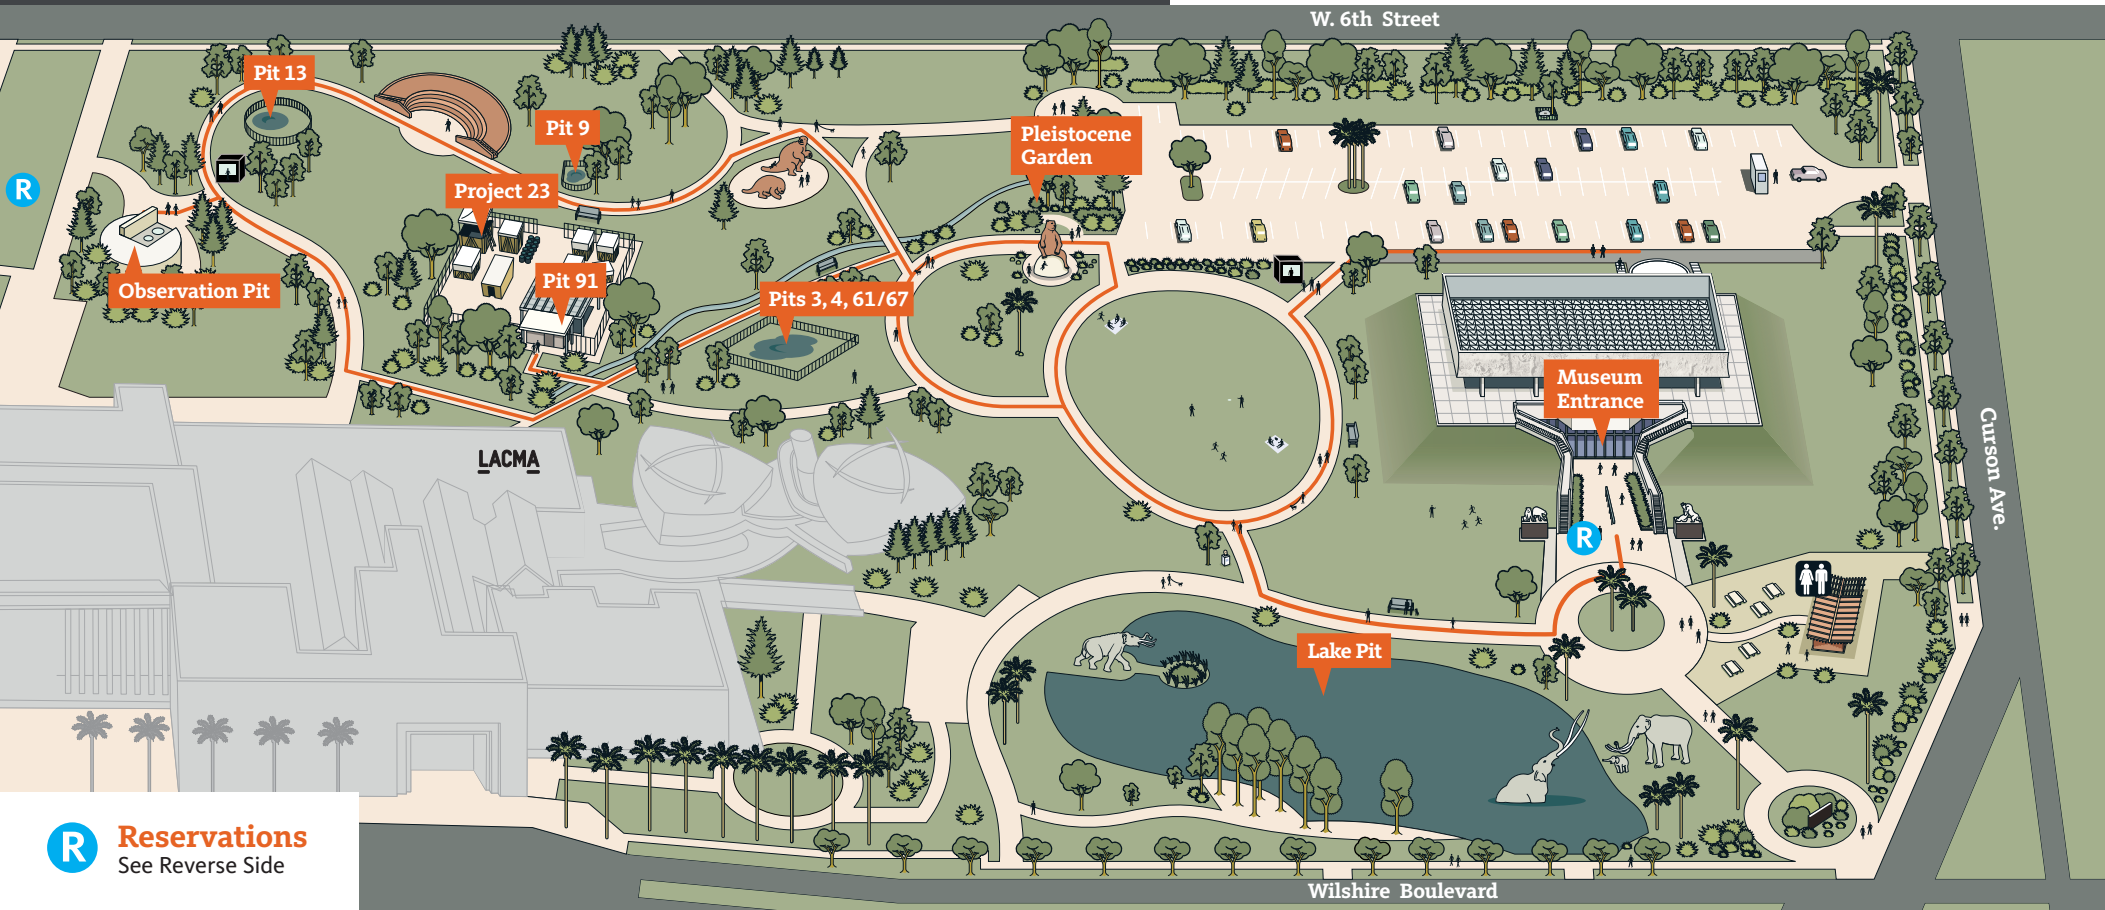 W. 6th Street
Pit 13
Pit 9
Pleistocene
Garden
Project 23
R
Observation Pit
Pit 91
Pits 3, 4, 61/67
Museum
Entrance
Curson Ave.
LACMA
R
Lake Pit
R
Reservations
See Reverse Side
Wilshire Boulevard